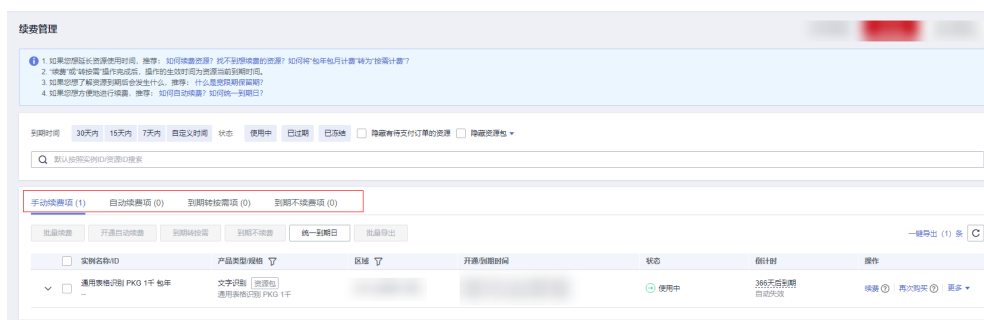 续费管理
1. 如果您想延长资源使用时间,推荐: 如何续费资源? 找不到想续费的资源? 如何将“包年包月计费”转为“按需计费”?
2. “续费”或“转按需”操作完成后,操作的生效时间为资源当前到期时间。
3. 如果您想了解资源到期后会发生什么,推荐: 什么是宽限期保留期?
4. 如果您想方便地进行续费,推荐: 如何自动续费? 如何统一到期日?
到期时间 30天内 15天内 7天内 自定义时间 状态 使用中 已过期 已冻结 隐藏有待支付订单的资源 隐藏资源包
默认按照实例ID/资源ID搜索
手动续费项 (1) 自动续费项 (0) 到期转按需项 (0) 到期不续费项 (0)
批量续费 开通自动续费 到期转按需 到期不续费 统一到期日 批量导出 一键导出 (1) 条
实例名称/ID 产品类型/规格 区域 开通/到期时间 状态 倒计时 操作
通用表格识别 PKG 1千 包年 文字识别 资源包 使用中 366天后到期 续费 再次购买 更多
-- 通用表格识别 PKG 1千 自动失效